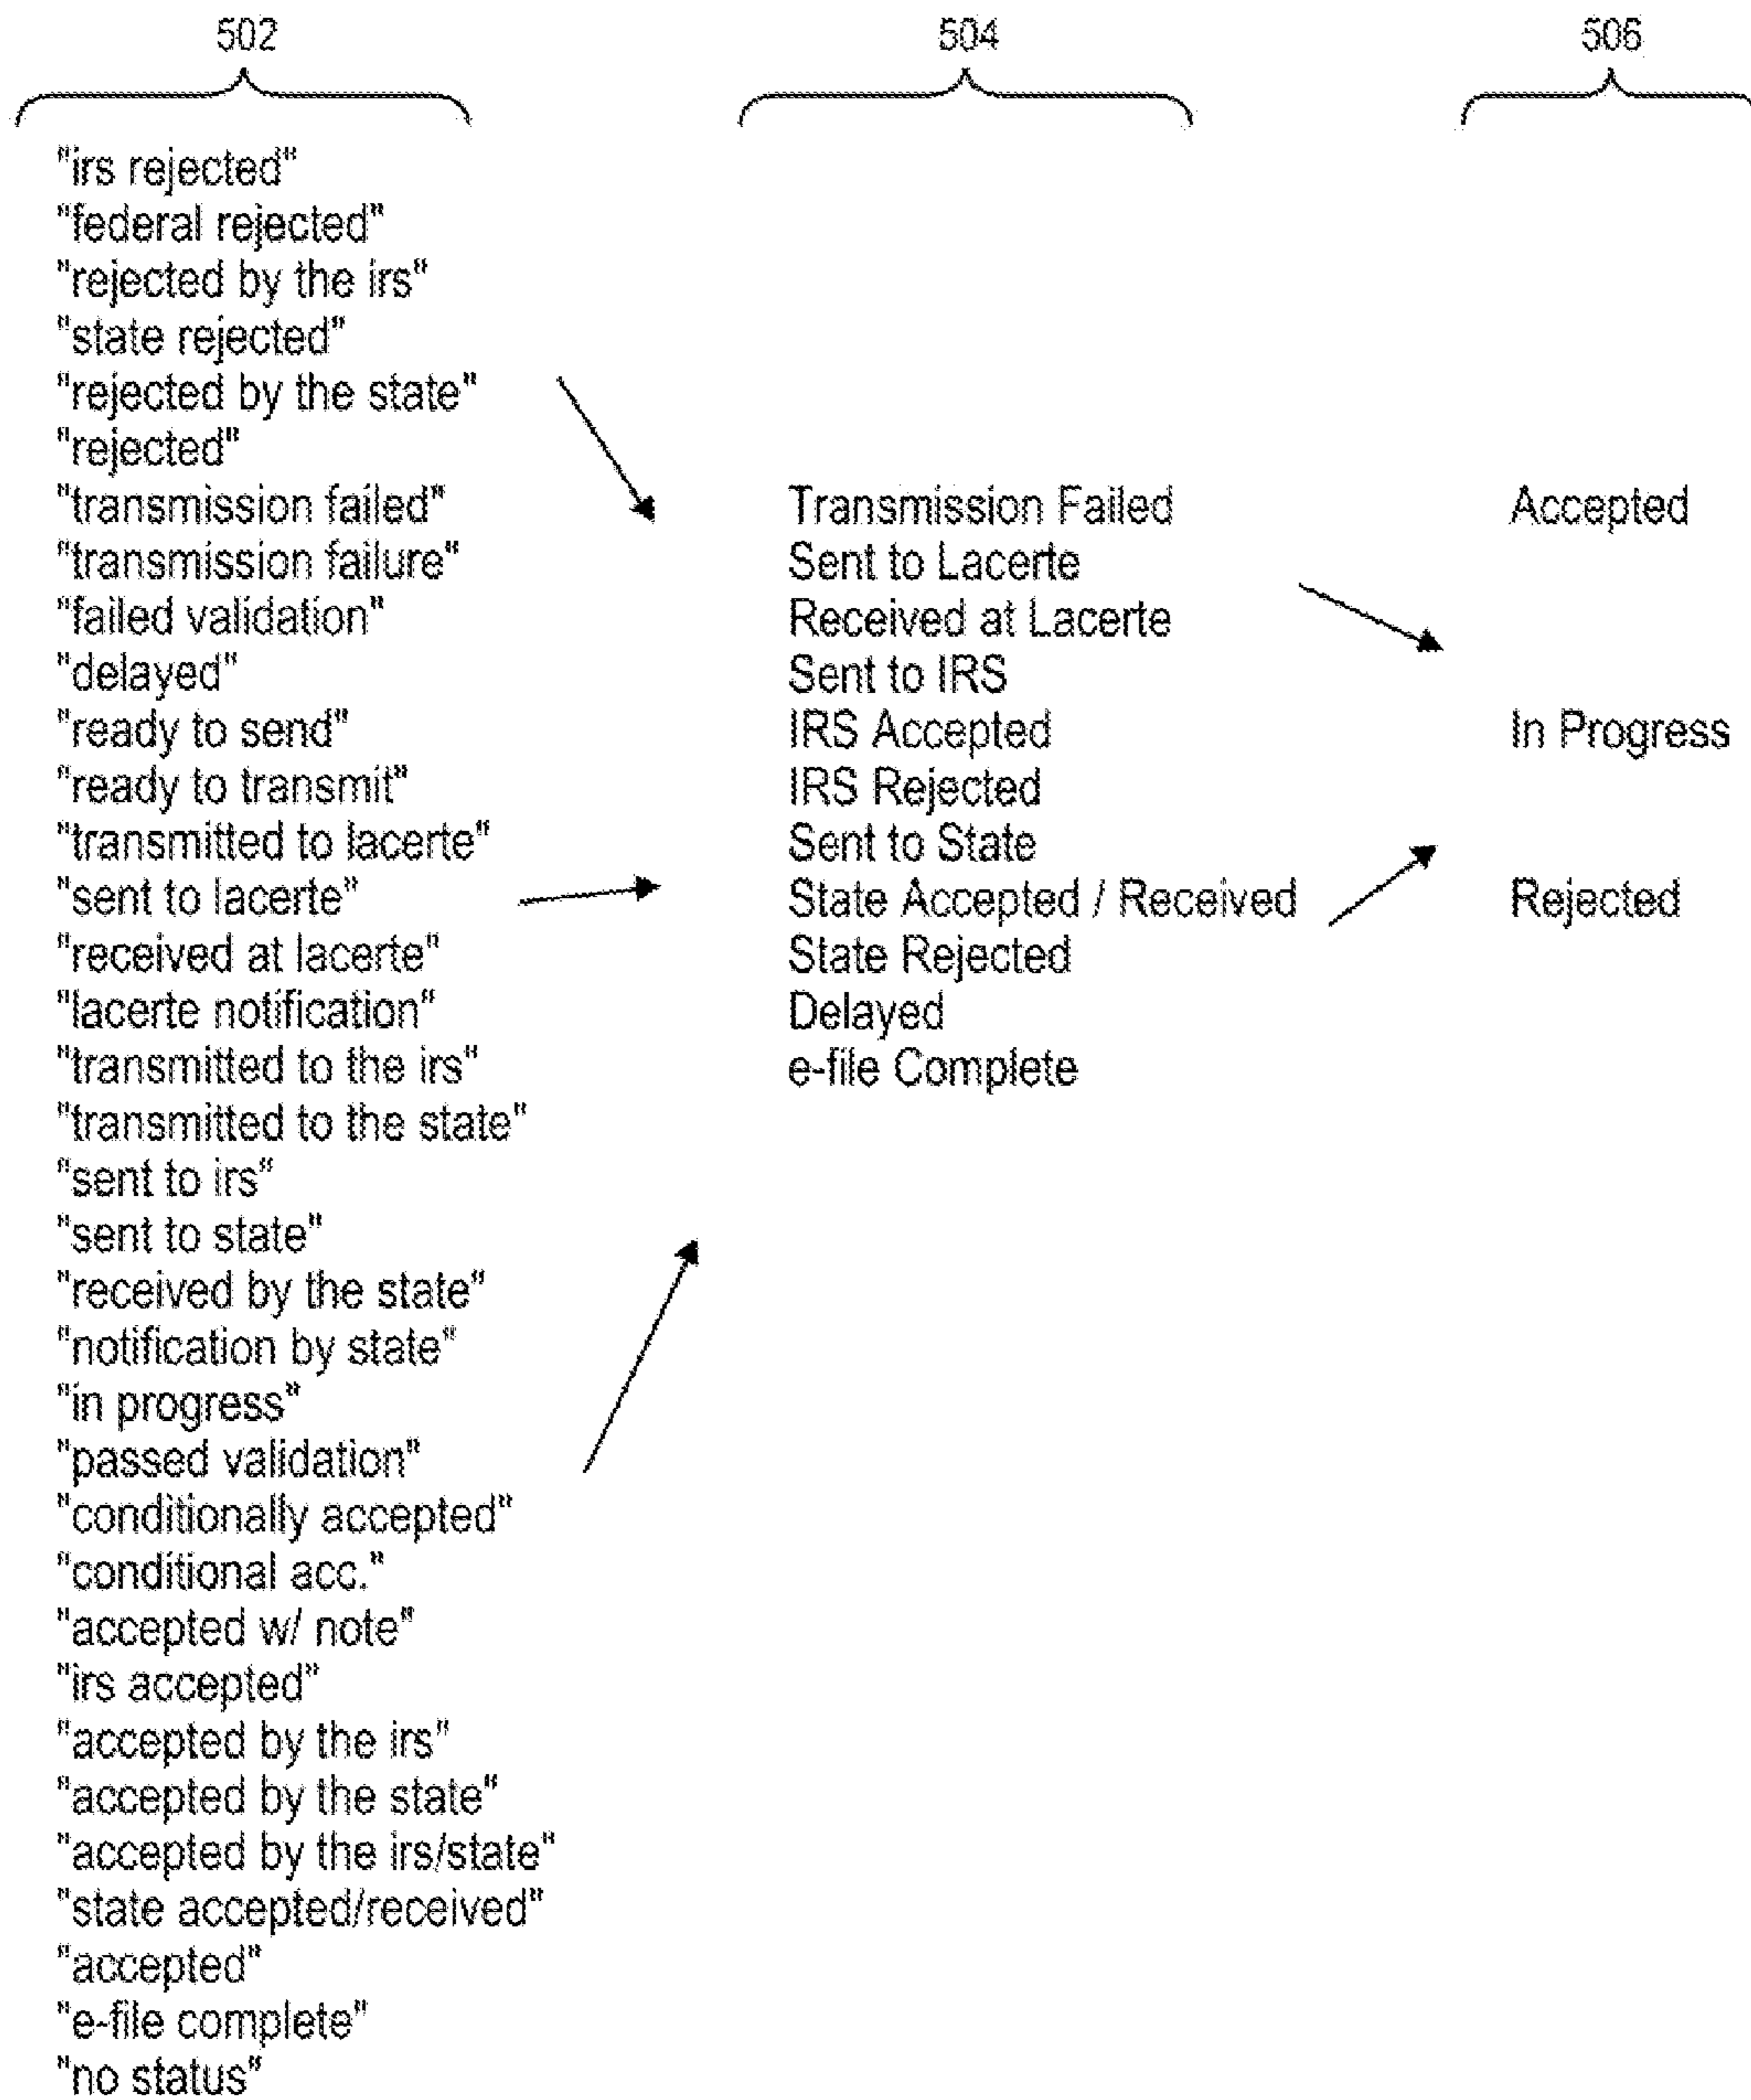 502
504
506
"irs rejected"
"federal rejected"
"rejected by the irs"
"state rejected"
"rejected by the state"
"rejected"
"transmission failed"
"transmission failure"
"failed validation"
"delayed"
"ready to send"
"ready to transmit"
"transmitted to lacerte"
"sent to lacerte"
"received at lacerte"
"lacerte notification"
"transmitted to the irs"
"transmitted to the state"
"sent to irs"
"sent to state"
"received by the state"
"notification by state"
"in progress"
"passed validation"
"conditionally accepted"
"conditional acc."
"accepted w/ note"
"irs accepted"
"accepted by the irs"
"accepted by the state"
"accepted by the irs/state"
"state accepted/received"
"accepted"
"e-file complete"
"no status"
Transmission Failed
Sent to Lacerte
Received at Lacerte
Sent to IRS
IRS Accepted
IRS Rejected
Sent to State
State Accepted / Received
State Rejected
Delayed
e-file Complete
Accepted
In Progress
Rejected